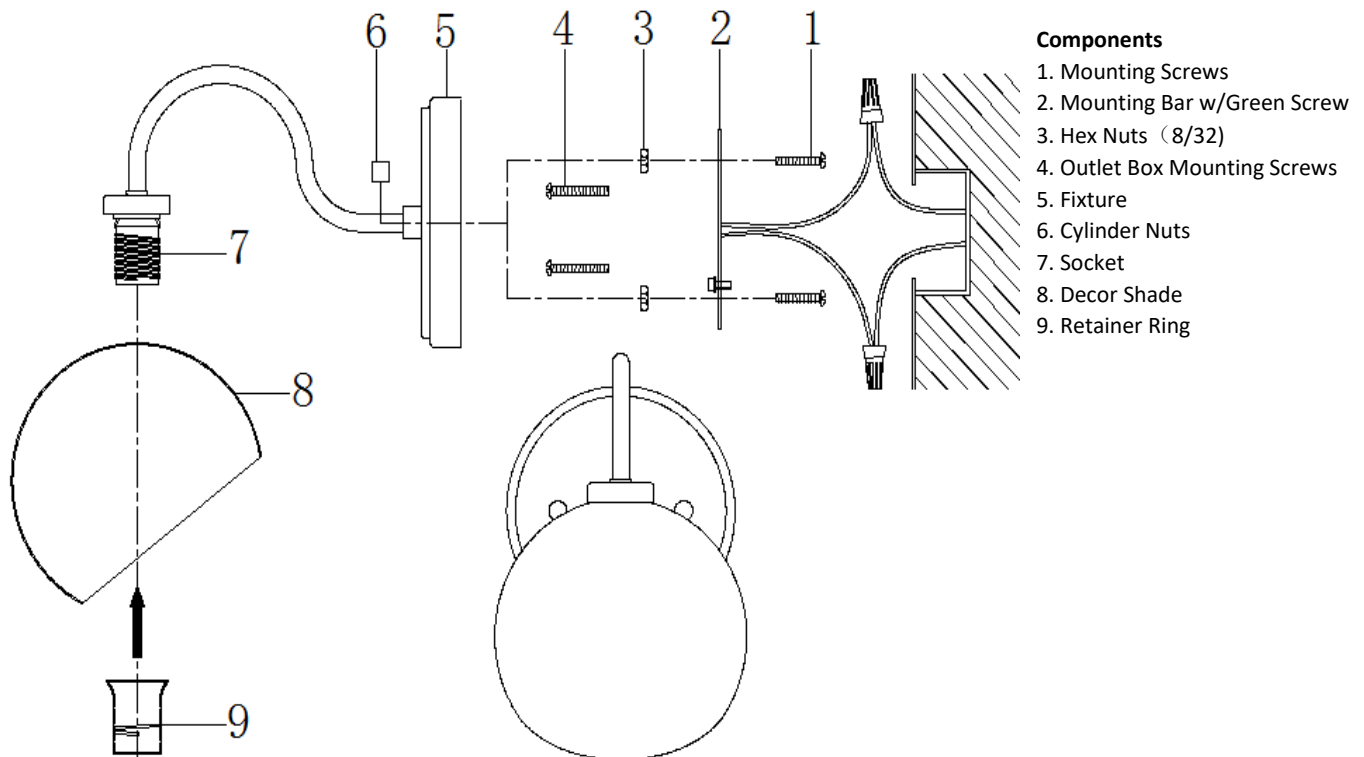 6 5 4 3 2 1
7
8
9
Components
1. Mounting Screws
2. Mounting Bar w/Green Screw
3. Hex Nuts（8/32)
4. Outlet Box Mounting Screws
5. Fixture
6. Cylinder Nuts
7. Socket
8. Decor Shade
9. Retainer Ring